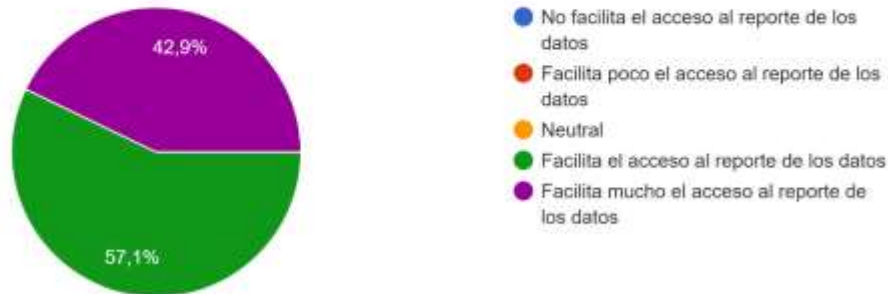 42,9%
57,1%
No facilita el acceso al reporte de los
datos
Facilita poco el acceso al reporte de los
datos
Neutral
Facilita el acceso al reporte de los datos
Facilita mucho el acceso al reporte de
los datos